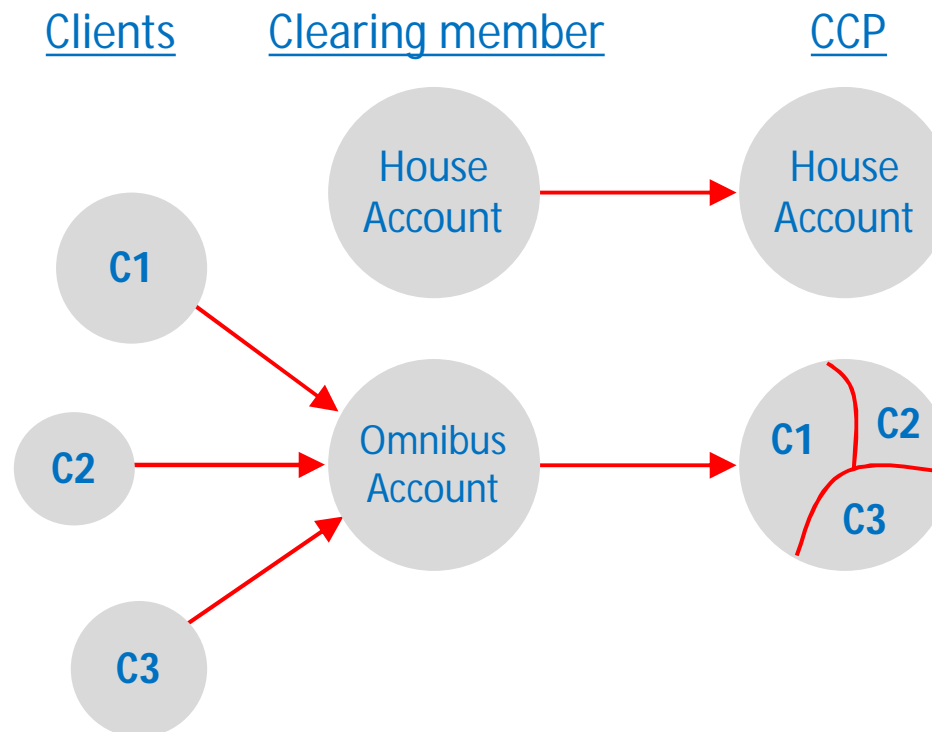 Clients
Clearing member
CCP
House
Account
House
Account
C1
C2
C3
Omnibus
Account
C1
C2
C3